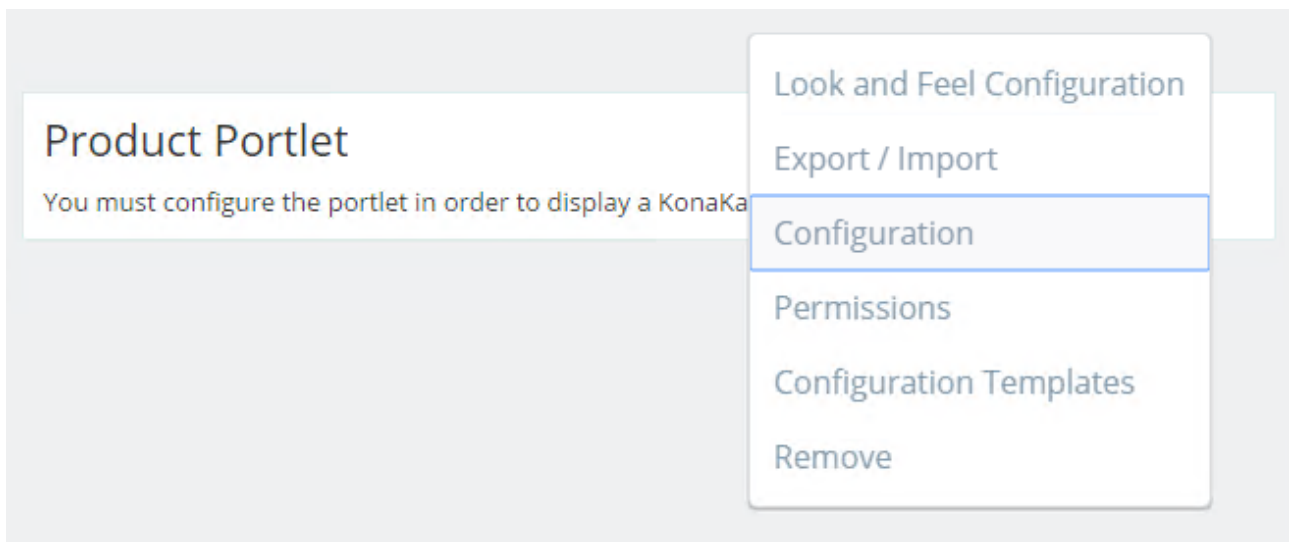 Product Portlet
You must configure the portlet in order to display a KonaKa
Look and Feel Configuration
Export / Import
Configuration
Permissions
Configuration Templates
Remove